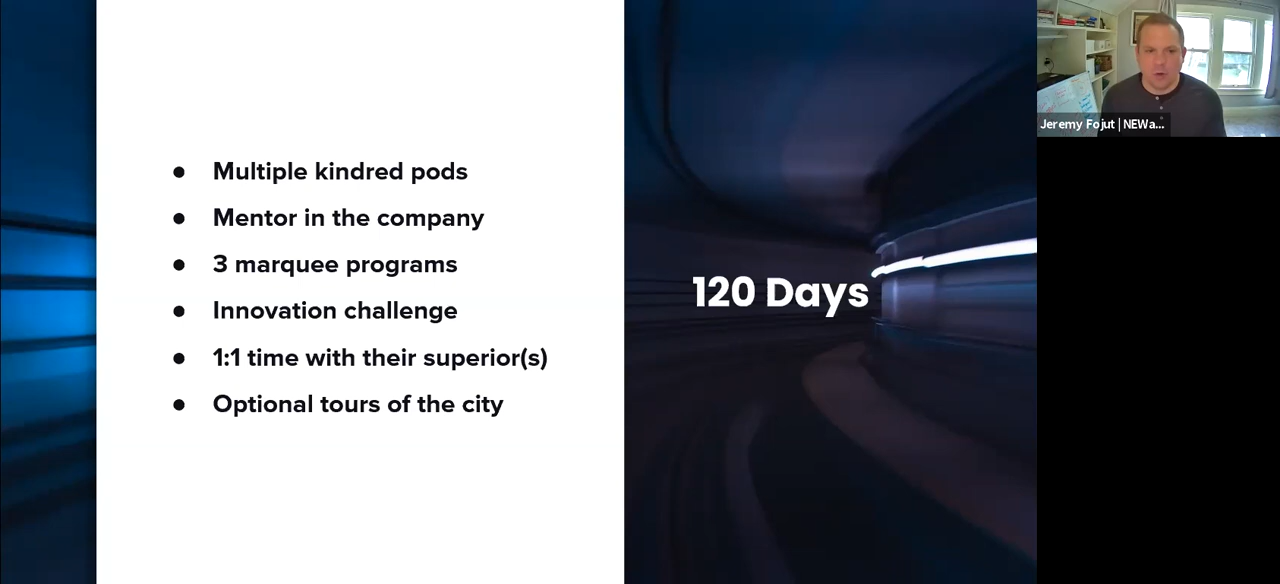 Multiple kindred pods
Mentor in the company
3 marquee programs
Innovation challenge
1:1 time with their superior(s)
Optional tours of the city
120 Days
Jeremy Fojut | NEWa...